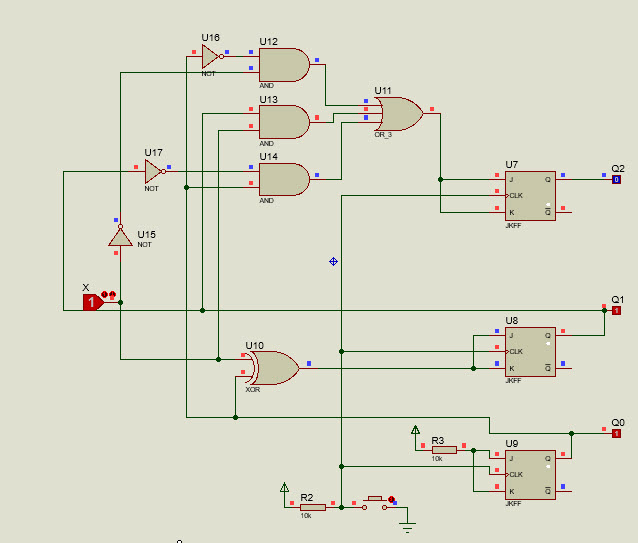 U16
NOT
U12
AND
U13
AND
U11
OR_3
U17
NOT
U14
AND
U7
J
Q
CLK
K
Q
JKFF
Q2
0
U15
NOT
X
1
Q1
1
U8
J
Q
CLK
K
Q
JKFF
U10
XOR
Q0
1
R3
10k
U9
J
Q
CLK
K
Q
JKFF
R2
10k